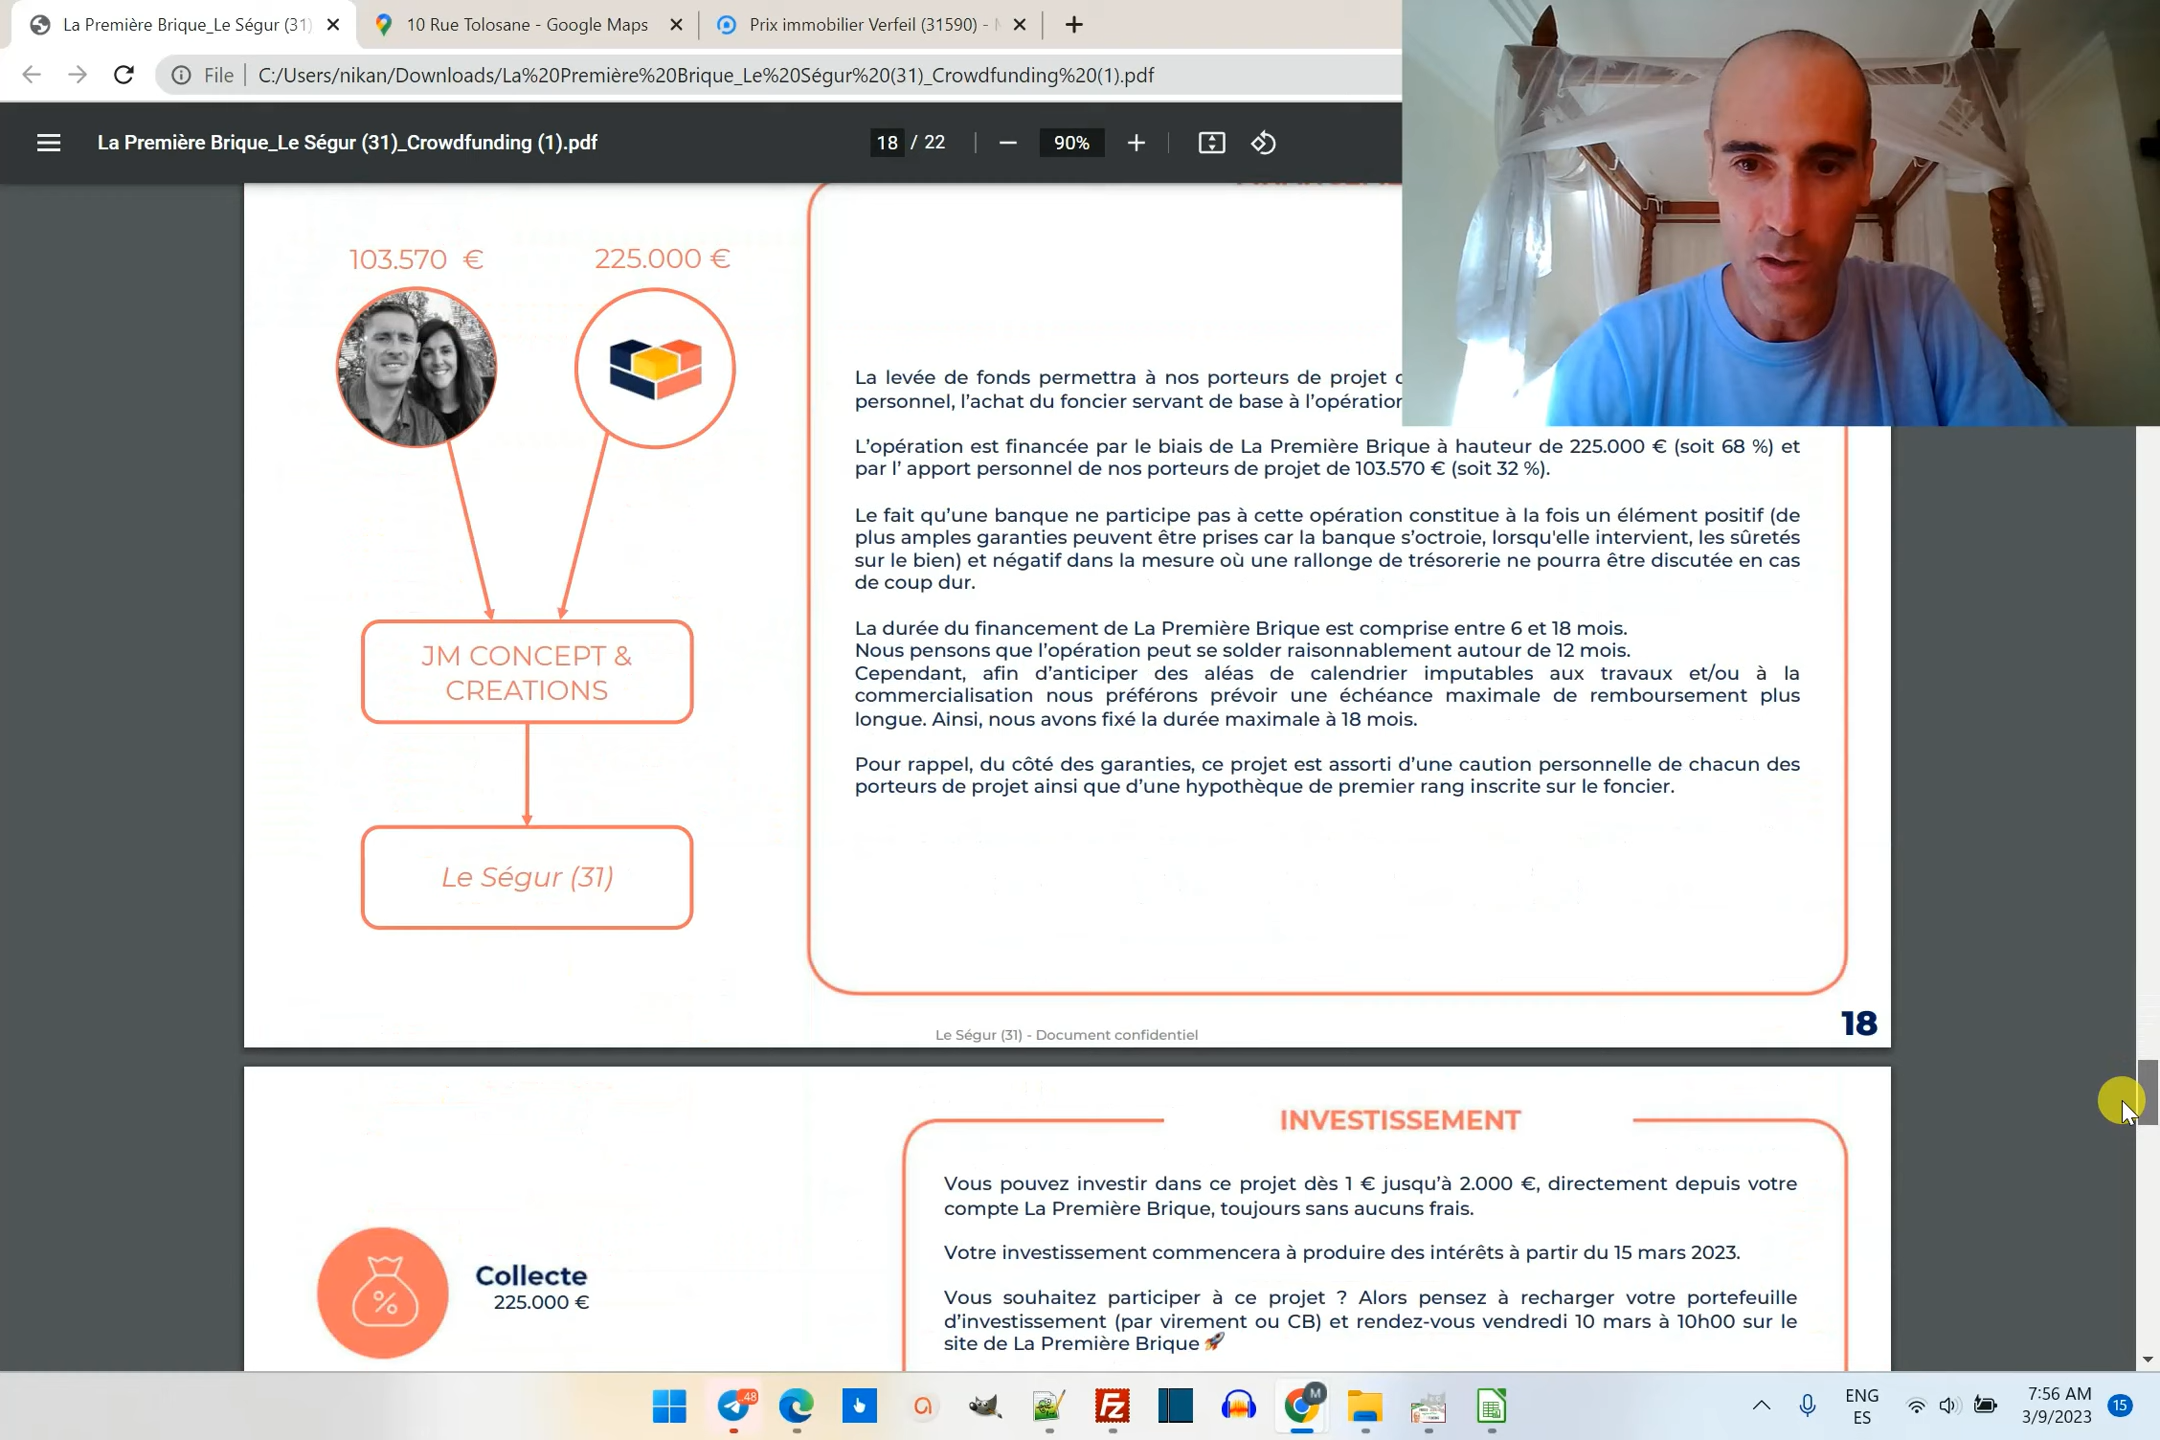 La Première Brique_Le Ségur (31)
10 Rue Tolosane - Google Maps
Prix immobilier Verfeil (31590) -
File
C:/Users/nikan/Downloads/La%20Première%20Brique_Le%20Ségur%20(31)_Crowdfunding%20(1).pdf
La Première Brique_Le Ségur (31)_Crowdfunding (1).pdf
18 / 22
90%
103.570 €
225.000 €
JM CONCEPT &
CREATIONS
Le Ségur (31)
La levée de fonds permettra à nos porteurs de projet
personnel, l'achat du foncier servant de base à l'opération
L'opération est financée par le biais de La Première Brique à hauteur de 225.000 € (soit 68 %) et
par l' apport personnel de nos porteurs de projet de 103.570 € (soit 32 %).
Le fait qu'une banque ne participe pas à cette opération constitue à la fois un élément positif (de
plus amples garanties peuvent être prises car la banque s'octroie, lorsqu'elle intervient, les sûretés
sur le bien) et négatif dans la mesure où une rallonge de trésorerie ne pourra être discutée en cas
de coup dur.
La durée du financement de La Première Brique est comprise entre 6 et 18 mois.
Nous pensons que l'opération peut se solder raisonnablement autour de 12 mois.
Cependant, afin d'anticiper des aléas de calendrier imputables aux travaux et/ou à la
commercialisation nous préférons prévoir une échéance maximale de remboursement plus
longue. Ainsi, nous avons fixé la durée maximale à 18 mois.
Pour rappel, du côté des garanties, ce projet est assorti d'une caution personnelle de chacun des
porteurs de projet ainsi que d'une hypothèque de premier rang inscrite sur le foncier.
Le Ségur (31) - Document confidentiel
18
Collecte
225.000 €
INVESTISSEMENT
Vous pouvez investir dans ce projet dès 1 € jusqu'à 2.000 €, directement depuis votre
compte La Première Brique, toujours sans aucuns frais.
Votre investissement commencera à produire des intérêts à partir du 15 mars 2023.
Vous souhaitez participer à ce projet ? Alors pensez à recharger votre portefeuille
d'investissement (par virement ou CB) et rendez-vous vendredi 10 mars à 10h00 sur le
site de La Première Brique 🚀
48
M
ENG
ES
7:56 AM
3/9/2023
15